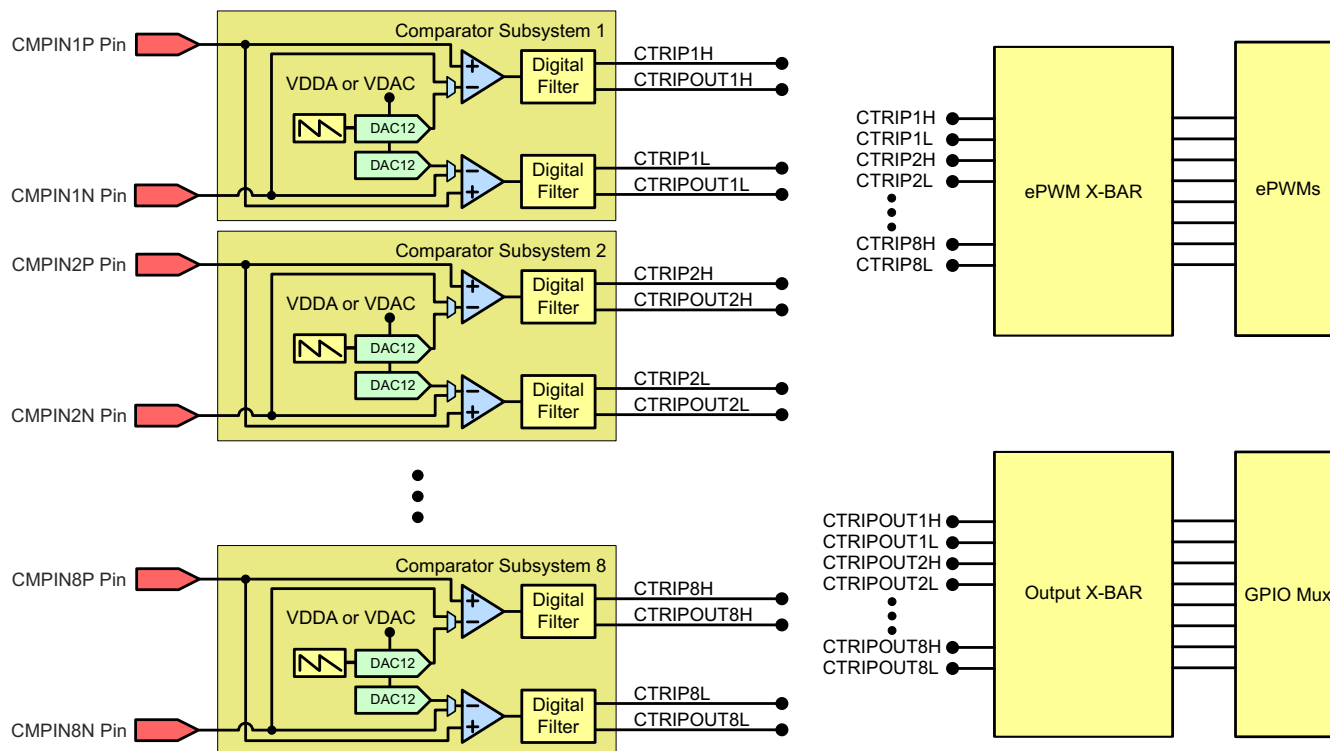 Comparator Subsystem 1
CMPIN1P Pin
VDDA or VDAC
DAC12
DAC12
Digital
Filter
Digital
Filter
CTRIP1H
CTRIPOUT1H
CTRIP1L
CTRIPOUT1L
CMPIN1N Pin
Comparator Subsystem 2
CMPIN2P Pin
VDDA or VDAC
DAC12
DAC12
Digital
Filter
Digital
Filter
CTRIP2H
CTRIPOUT2H
CTRIP2L
CTRIPOUT2L
CMPIN2N Pin
Comparator Subsystem 8
CMPIN8P Pin
VDDA or VDAC
DAC12
DAC12
Digital
Filter
Digital
Filter
CTRIP8H
CTRIPOUT8H
CTRIP8L
CTRIPOUT8L
CMPIN8N Pin
CTRIP1H
CTRIP1L
CTRIP2H
CTRIP2L
CTRIP8H
CTRIP8L
ePWM X-BAR
ePWMs
CTRIPOUT1H
CTRIPOUT1L
CTRIPOUT2H
CTRIPOUT2L
CTRIPOUT8H
CTRIPOUT8L
Output X-BAR
GPIO Mux